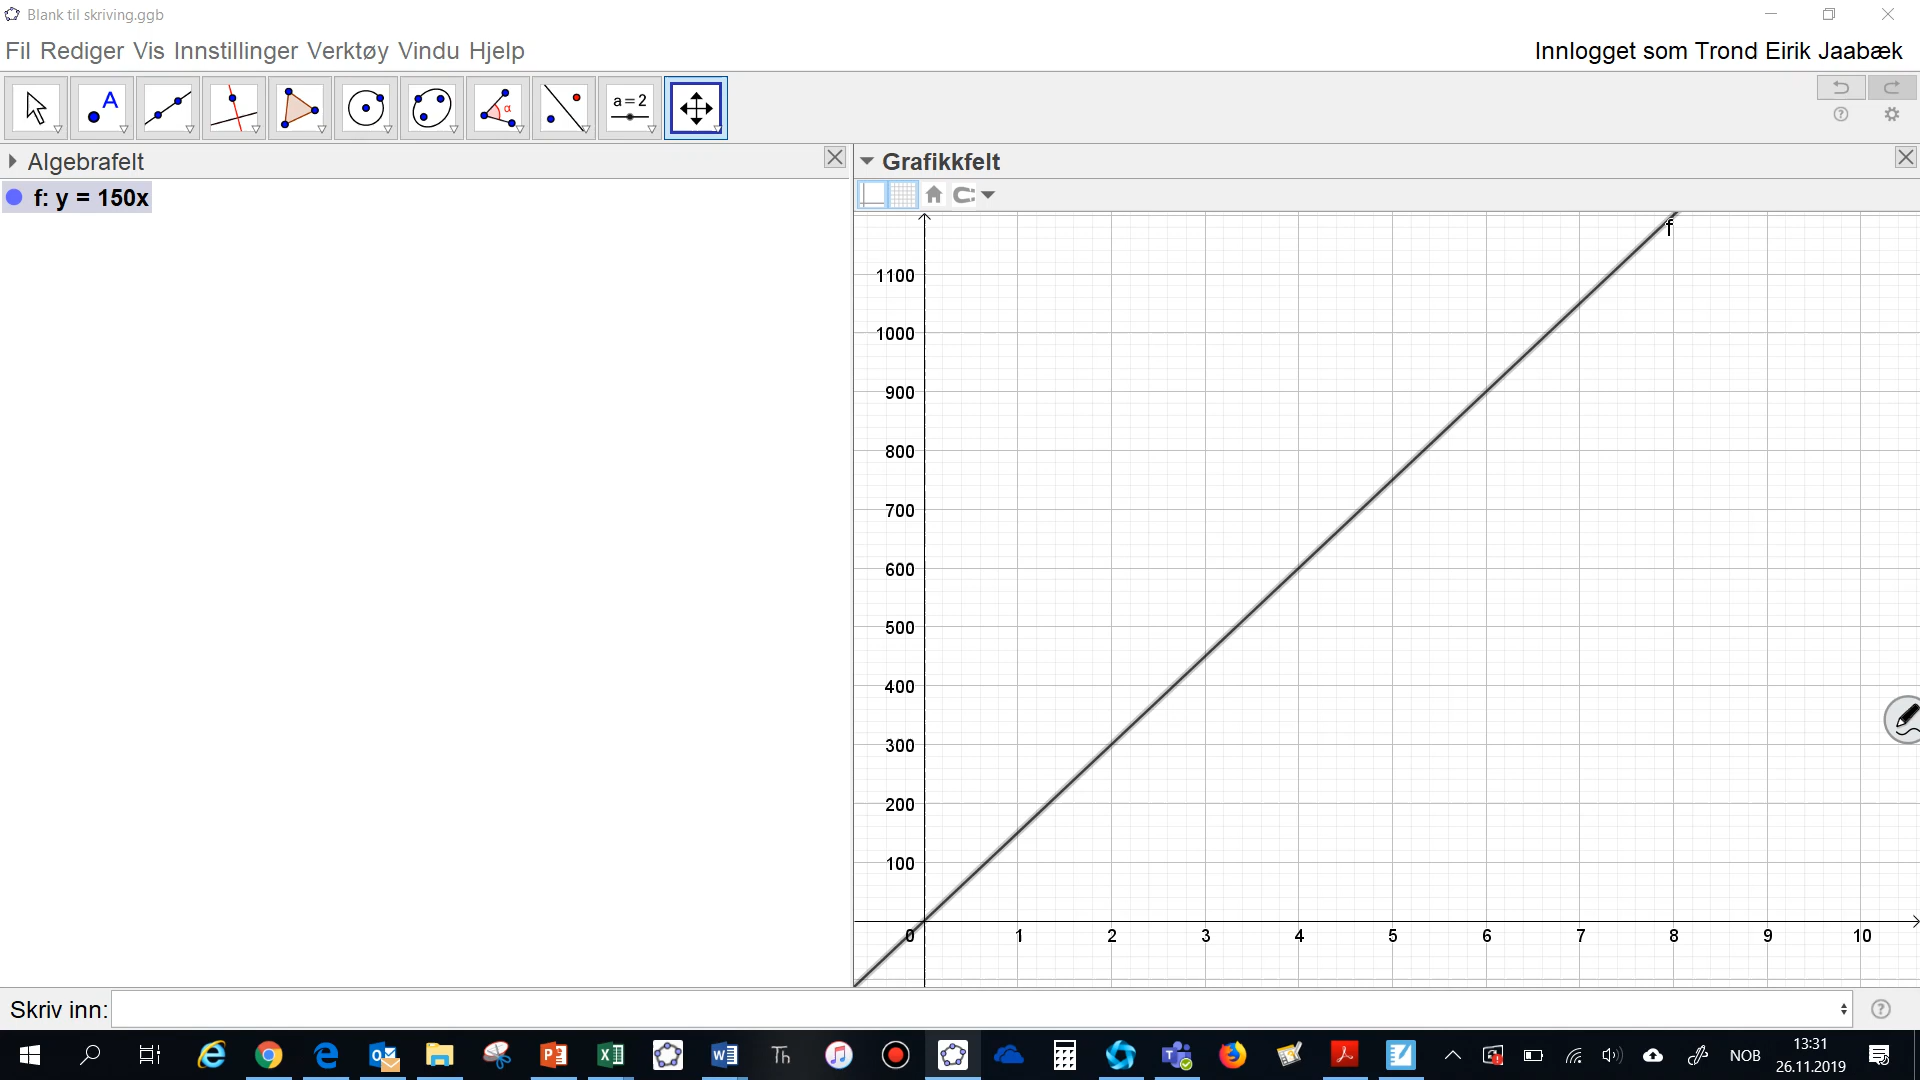 Blank til skriving.ggb
Fil Rediger Vis Innstillinger Verktøy Vindu Hjelp
Innlogget som Trond Eirik Jaabæk
A
α
a = 2
Algebrafelt
Grafikkfelt
f: y = 150x
f
1100
1000
900
800
700
600
500
400
300
200
100
0 1 2 3 4 5 6 7 8 9 10
Skriv inn:
Th
NOB
13:31
26.11.2019